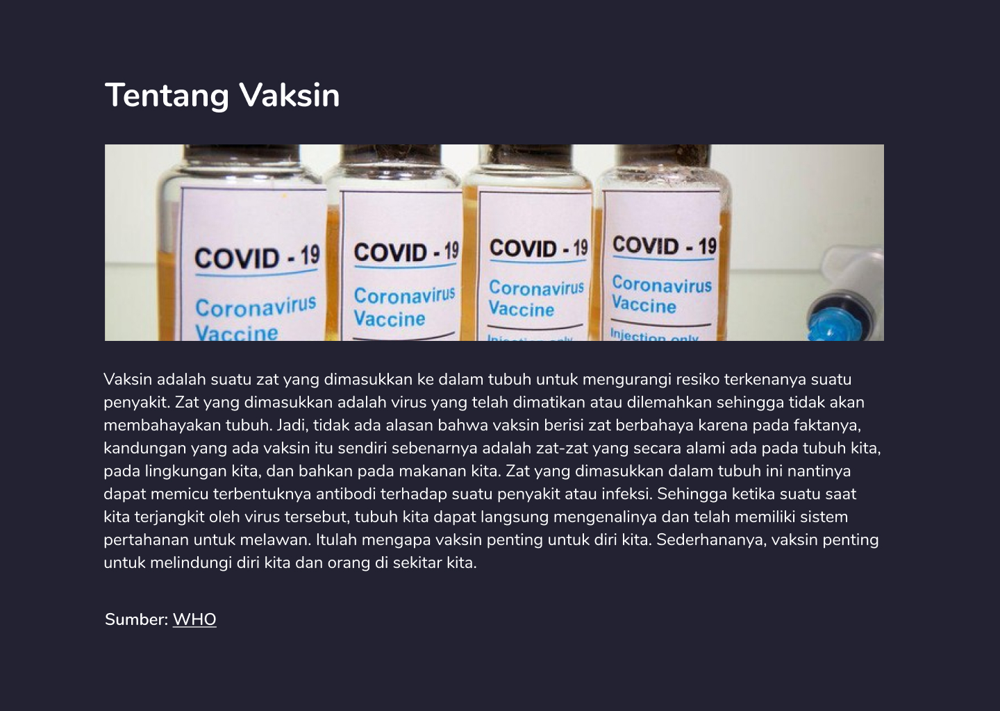 Tentang Vaksin
COVID - 19
Coronavirus
Vaccine
COVID - 19
Coronavirus
Vaccine
COVID - 19
Coronavirus
Vaccine
Injection only
COVID - 19
Coronavirus
Vaccine
Injection only
Vaksin adalah suatu zat yang dimasukkan ke dalam tubuh untuk mengurangi resiko terkenanya suatu
penyakit. Zat yang dimasukkan adalah virus yang telah dimatikan atau dilemahkan sehingga tidak akan
membahayakan tubuh. Jadi, tidak ada alasan bahwa vaksin berisi zat berbahaya karena pada faktanya,
kandungan yang ada vaksin itu sendiri sebenarnya adalah zat-zat yang secara alami ada pada tubuh kita,
pada lingkungan kita, dan bahkan pada makanan kita. Zat yang dimasukkan dalam tubuh ini nantinya
dapat memicu terbentuknya antibodi terhadap suatu penyakit atau infeksi. Sehingga ketika suatu saat
kita terjangkit oleh virus tersebut, tubuh kita dapat langsung mengenalinya dan telah memiliki sistem
pertahanan untuk melawan. Itulah mengapa vaksin penting untuk diri kita. Sederhananya, vaksin penting
untuk melindungi diri kita dan orang di sekitar kita.
Sumber: WHO